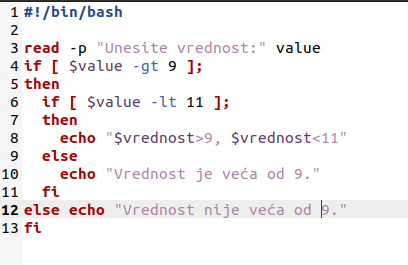 1 #!/bin/bash
2
3 read -p "Unesite vrednost:" value
4 if [ $value -gt 9 ];
5 then
6   if [ $value -lt 11 ];
7   then
8     echo "$vrednost>9, $vrednost<11"
9   else
10     echo "Vrednost je veća od 9."
11   fi
12 else echo "Vrednost nije veća od 9."
13 fi